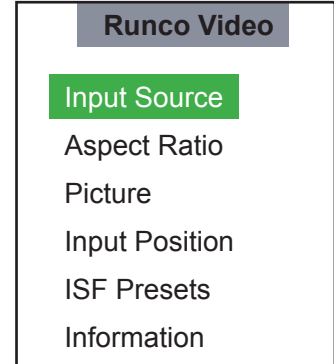 Runco Video
Input Source
Aspect Ratio
Picture
Input Position
ISF Presets
Information